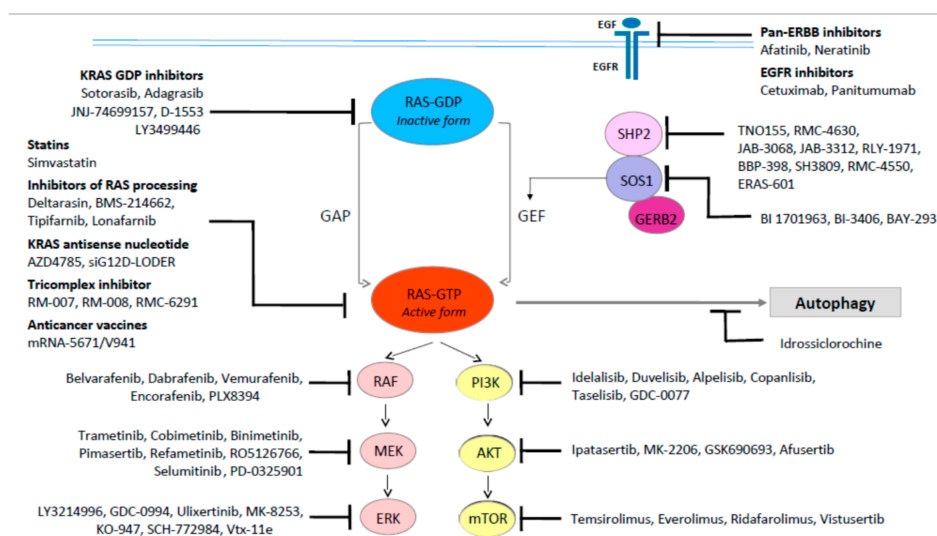 EGF
EGFR
Pan-ERBB inhibitors
Afatinib, Neratinib
EGFR inhibitors
Cetuximab, Panitumumab
KRAS GDP inhibitors
Sotorasib, Adagrasib
JNJ-74699157, D-1553
LY3499446
RAS-GDP
Inactive form
Statins
Simvastatin
Inhibitors of RAS processing
Deltarasin, BMS-214662,
Tipifarnib, Lonafarnib
KRAS antisense nucleotide
AZD4785, siG12D-LODER
Tricomplex inhibitor
RM-007, RM-008, RMC-6291
Anticancer vaccines
mRNA-5671/V941
GAP
GEF
SHP2
SOS1
GERB2
TNO155, RMC-4630,
JAB-3068, JAB-3312, RLY-1971,
BBP-398, SH3809, RMC-4550,
ERAS-601
BI 1701963, BI-3406, BAY-293
RAS-GTP
Active form
Autophagy
Idrossiclorochine
Belvarafenib, Dabrafenib, Vemurafenib,
Encorafenib, PLX8394
RAF
PI3K
Idelalisib, Duvelisib, Alpelisib, Copanlisib,
Taselisib, GDC-0077
Trametinib, Cobimetinib, Binimetinib,
Pimasertib, Refametinib, RO5126766,
Selumitinib, PD-0325901
MEK
AKT
Ipatasertib, MK-2206, GSK690693, Afusertib
LY3214996, GDC-0994, Ulixertinib, MK-8253,
KO-947, SCH-772984, Vtx-11e
ERK
mTOR
Temsirolimus, Everolimus, Ridafarolimus, Vistusertib